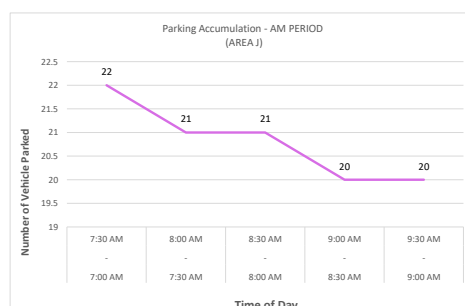 Parking Accumulation - AM PERIOD
(AREA J)
Number of Vehicle Parked
22.5
22
21.5
21
20.5
20
19.5
19
22
21
21
20
20
7:30 AM 8:00 AM 8:30 AM 9:00 AM 9:30 AM
- - - - -
7:00 AM 7:30 AM 8:00 AM 8:30 AM 9:00 AM
Time of Day